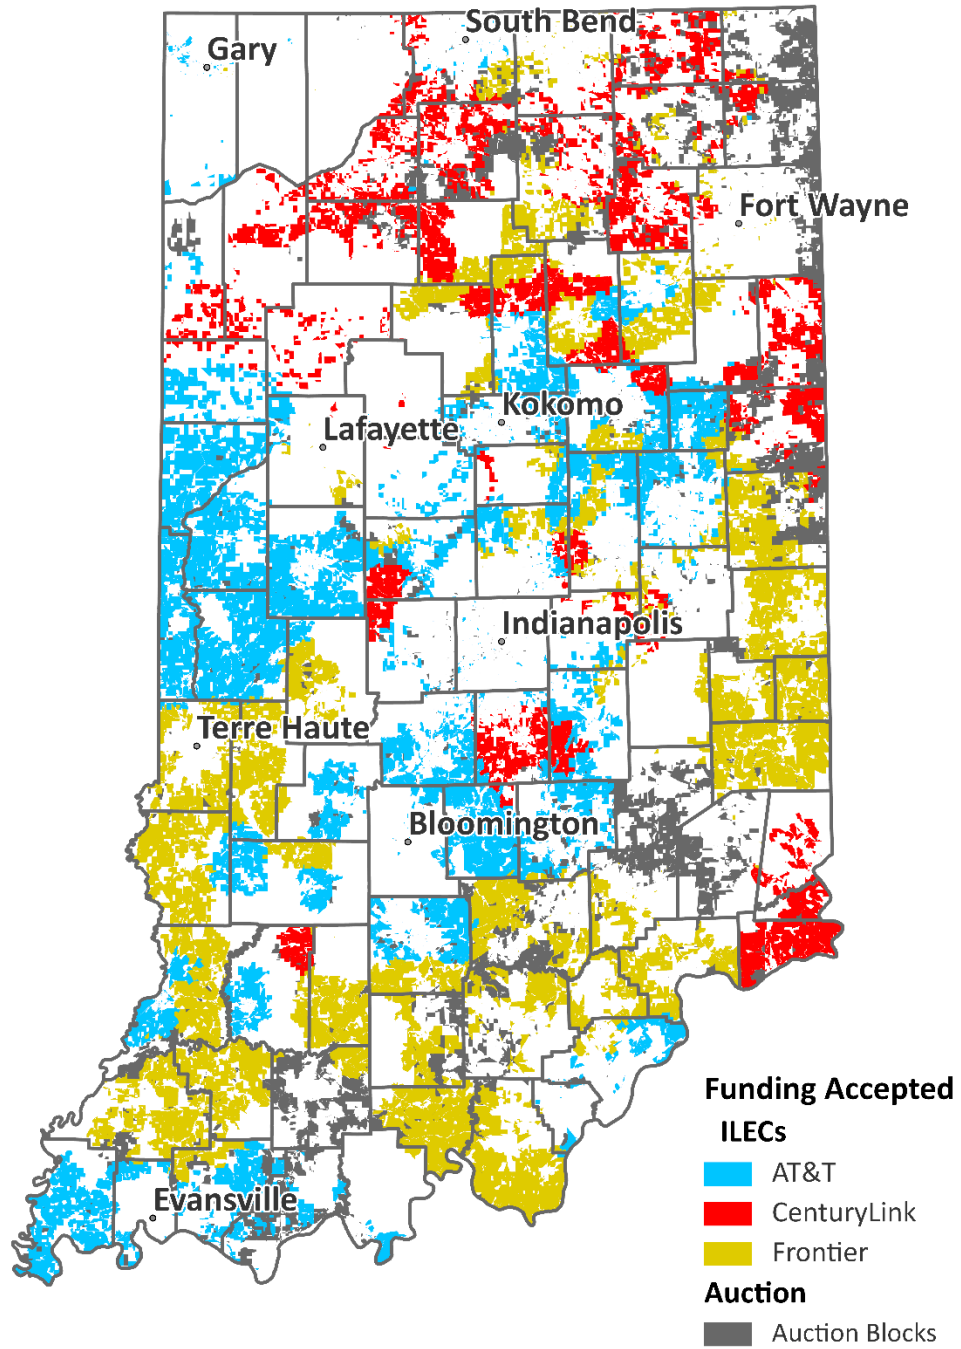 South Bend
Gary
Fort Wayne
Kokomo
Lafayette
Indianapolis
Terre Haute
Bloomington
Evansville
Funding Accepted
ILECs
AT&T
CenturyLink
Frontier
Auction
Auction Blocks